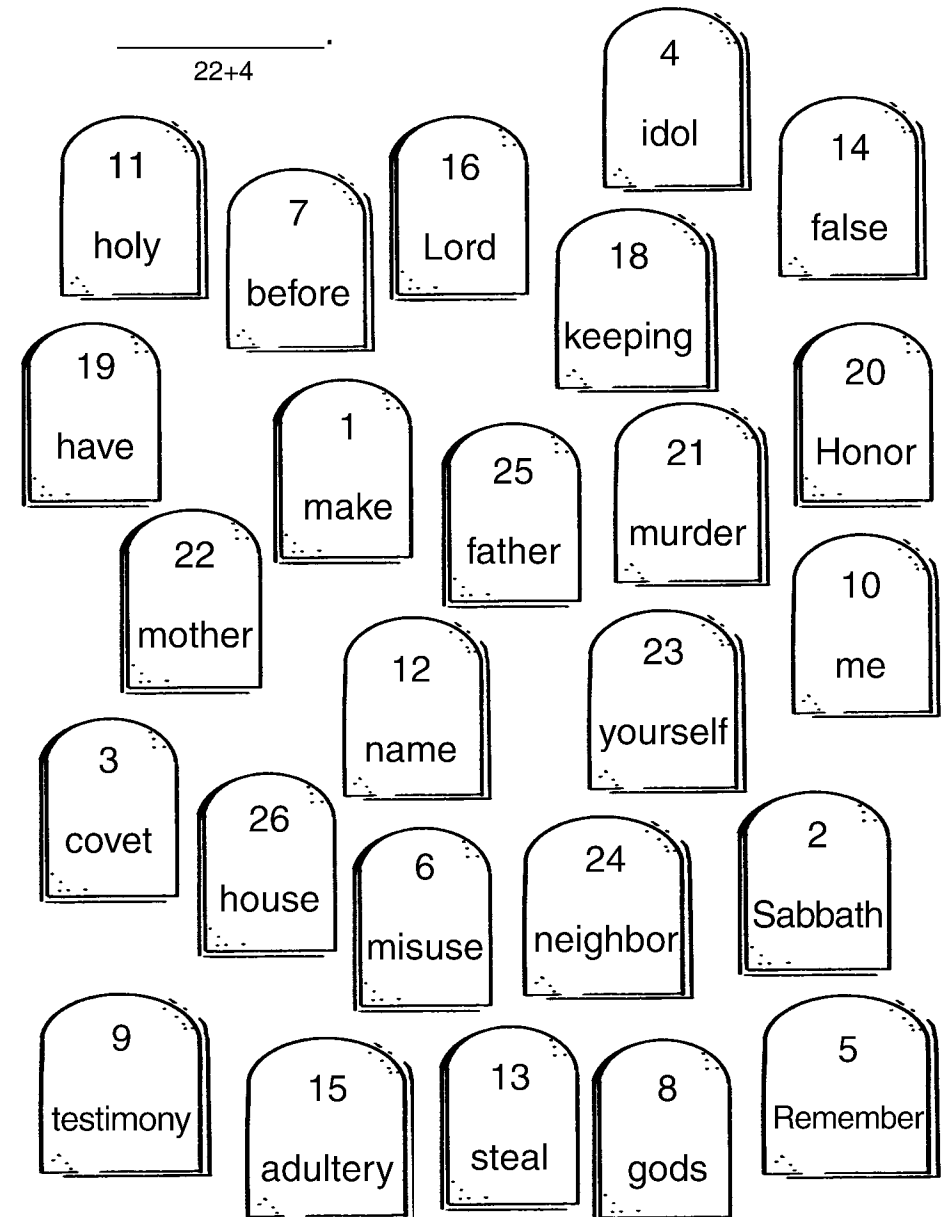 .
22+4
4
idol
14
false
11
holy
7
before
16
Lord
18
keeping
19
have
1
make
25
father
21
murder
20
Honor
22
mother
12
name
23
yourself
10
me
3
covet
26
house
6
misuse
24
neighbor
2
Sabbath
9
testimony
15
adultery
13
steal
8
gods
5
Remember